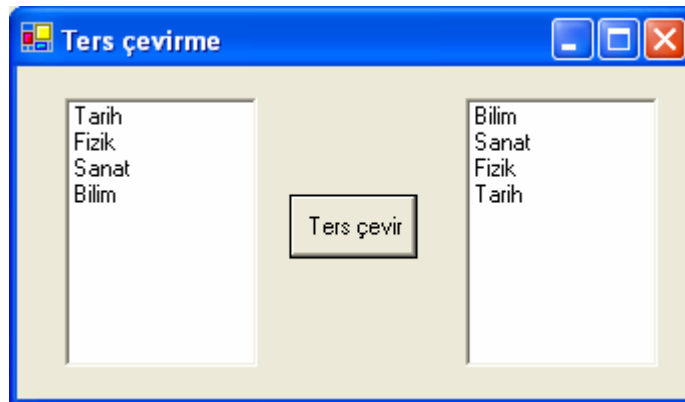 Ters çevirme
Tarih
Fizik
Sanat
Bilim
Ters çevir
Bilim
Sanat
Fizik
Tarih